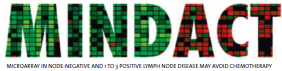 MINDACT
MICROARRAY IN NODE-NEGATIVE AND 1 TO 3 POSITIVE LYMPH NODE DISEASE MAY AVOID CHEMOTHERAPY